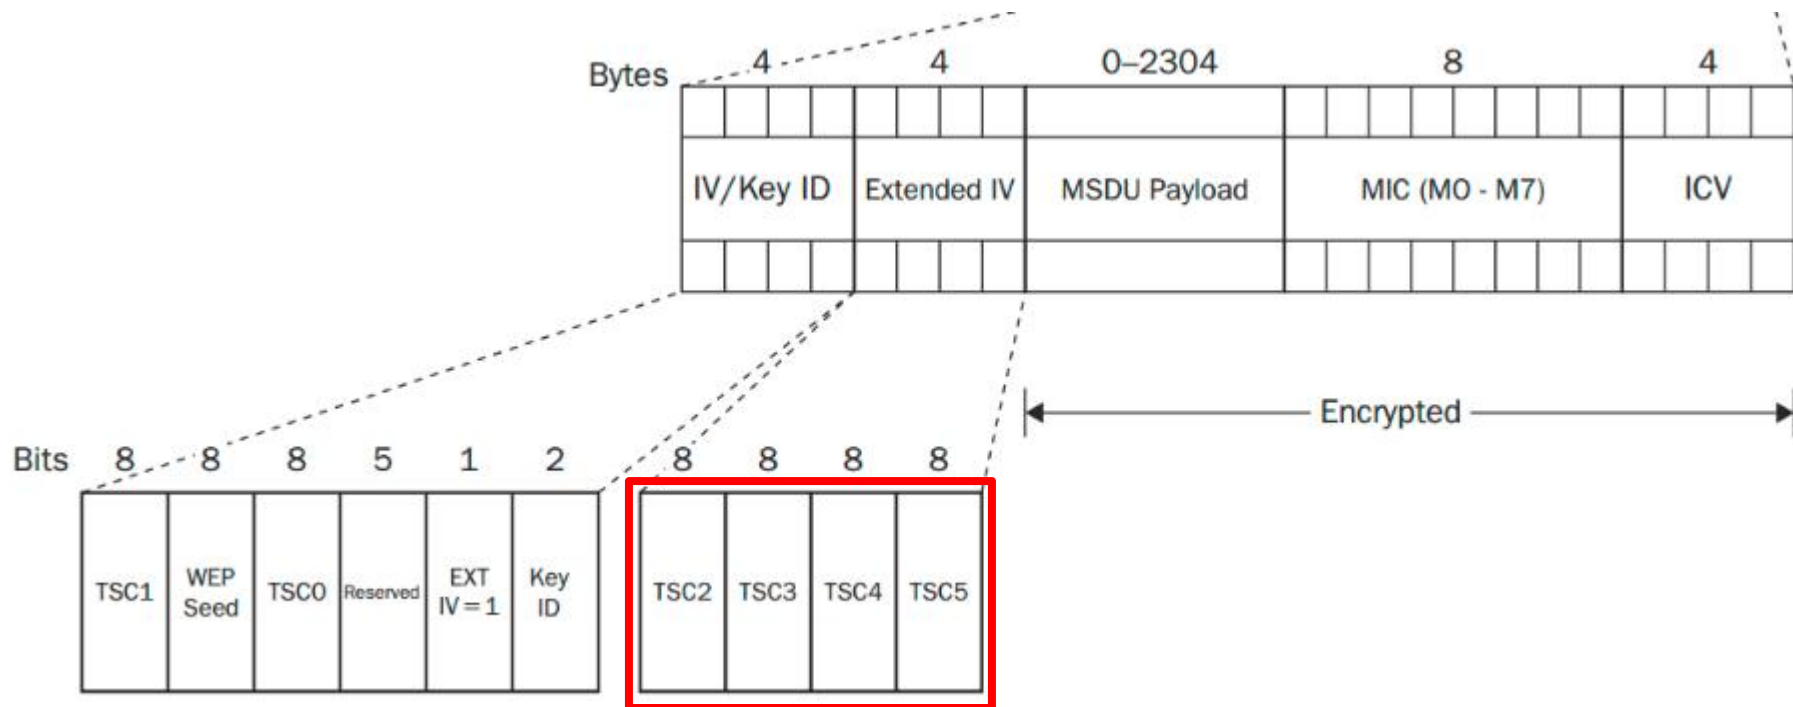 Bytes 4 4 0–2304 8 4
IV/Key ID Extended IV MSDU Payload MIC (M0 - M7) ICV
Encrypted
Bits 8 8 8 5 1 2 8 8 8 8
TSC1 WEP Seed TSC0 Reserved EXT IV = 1 Key ID TSC2 TSC3 TSC4 TSC5